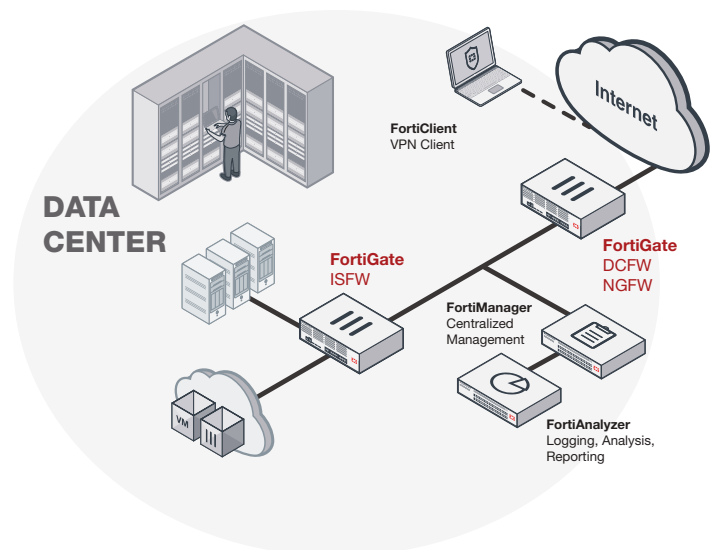 Internet
FortiClient
VPN Client
DATA
CENTER
FortiGate
ISFW
FortiGate
DCFW
NGFW
FortiManager
Centralized
Management
VM
FortiAnalyzer
Logging, Analysis,
Reporting